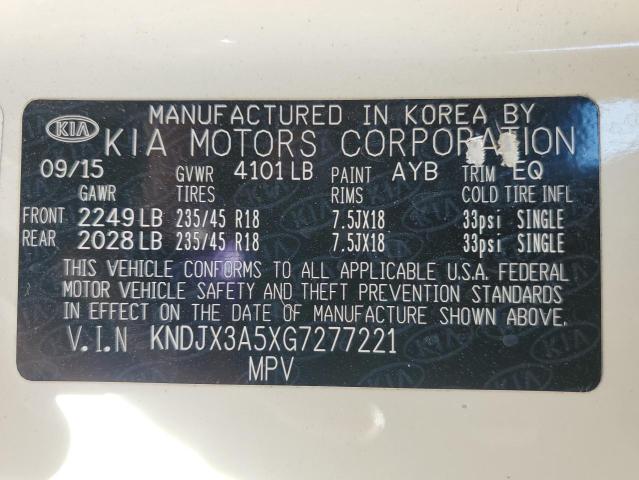 MANUFACTURED IN KOREA BY
KIA KIA MOTORS CORPORATION
09/15 GVWR 4101 LB PAINT AYB TRIM EQ
GAWR TIRES RIMS COLD TIRE INFL
FRONT 2249 LB 235/45 R18 7.5JX18 33psi SINGLE
REAR 2028 LB 235/45 R18 7.5JX18 33psi SINGLE
THIS VEHICLE CONFORMS TO ALL APPLICABLE U.S.A. FEDERAL
MOTOR VEHICLE SAFETY AND THEFT PREVENTION STANDARDS
IN EFFECT ON THE DATE OF MANUFACTURE SHOWN ABOVE.
V.I.N KNDJX3A5XG7277221
MPV